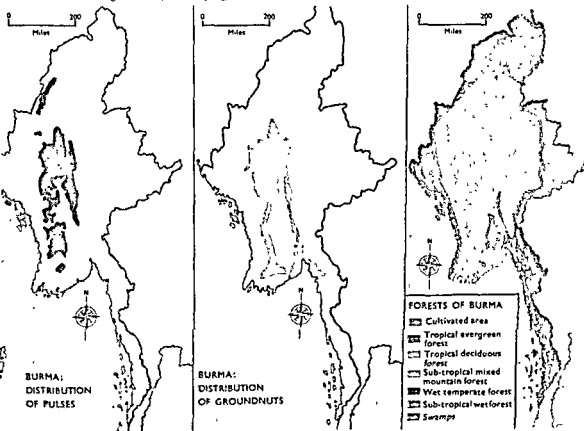 0 200
Miles
N
BURMA:
DISTRIBUTION
OF PULSES
0 200
Miles
N
BURMA:
DISTRIBUTION
OF GROUNDNUTS
0 200
Miles
N
FORESTS OF BURMA
Cultivated area
Tropical evergreen
forest
Tropical deciduous
forest
Sub-tropical mixed
mountain forest
Wet temperate forest
Sub-tropical wet forest
Swamps